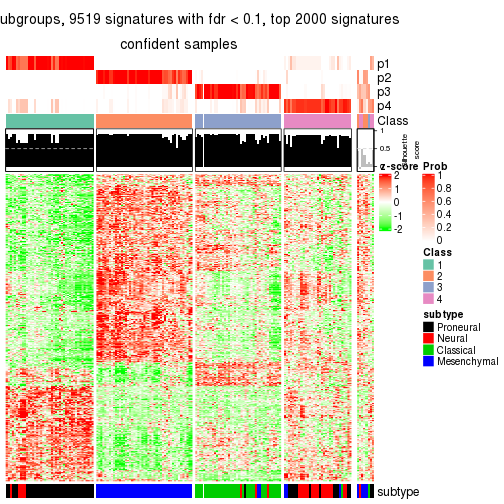 ubgroups, 9519 signatures with fdr < 0.1, top 2000 signatures
confident samples
p1
p2
p3
p4
Class
1
0.5
0
silhouette
score
z-score
2
1
0
-1
-2
Prob
1
0.8
0.6
0.4
0.2
0
Class
1
2
3
4
subtype
Proneural
Neural
Classical
Mesenchymal
subtype